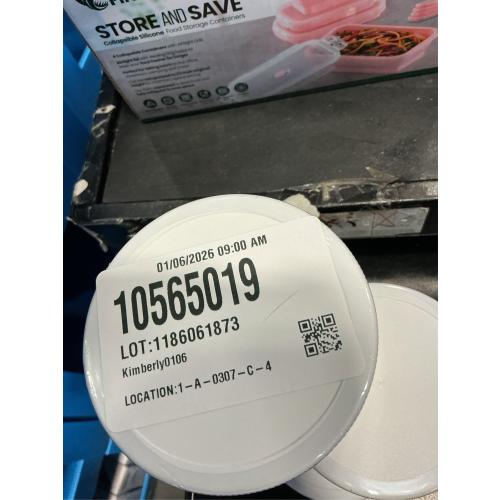 STORE AND SAVE
Collapsible Silicone Food Storage Containers
01/06/2026 09:00 AM
10565019
LOT:1186061873
Kimberly0106
LOCATION:1-A-0307-C-4